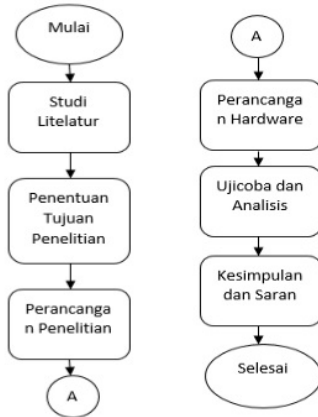 Mulai
Studi
Litelatur
Penentuan
Tujuan
Penelitian
Perancanga
n Penelitian
A
A
Perancanga
n Hardware
Ujicoba dan
Analisis
Kesimpulan
dan Saran
Selesai